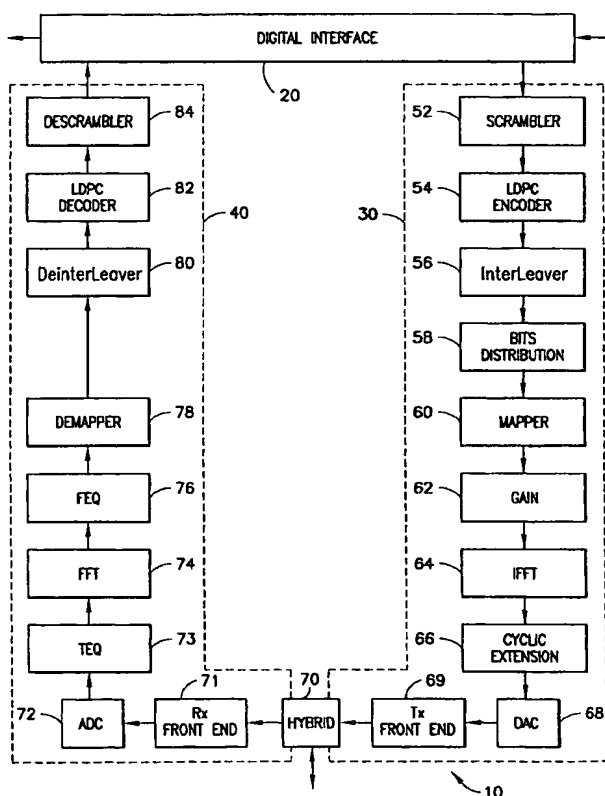 DIGITAL INTERFACE
20
DESCRAMBLER
84
LDPC
DECODER
82
40
DeinterLeaver
80
DEMAPPER
78
FEQ
76
FFT
74
TEQ
73
72
ADC
71
Rx
FRONT END
70
HYBRID
52
SCRAMBLER
54
LDPC
ENCODER
30
56
InterLeaver
58
BITS
DISTRIBUTION
60
MAPPER
62
GAIN
64
IFFT
66
CYCLIC
EXTENSION
69
Tx
FRONT END
DAC
68
10